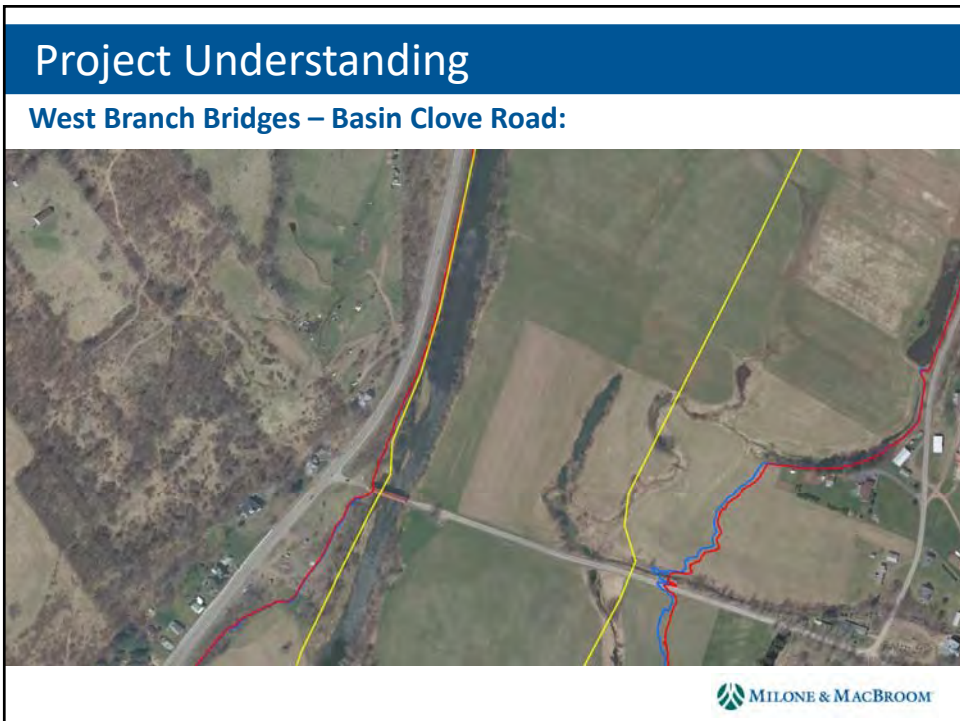 Project Understanding
West Branch Bridges – Basin Clove Road:
MILONE & MACBROOM